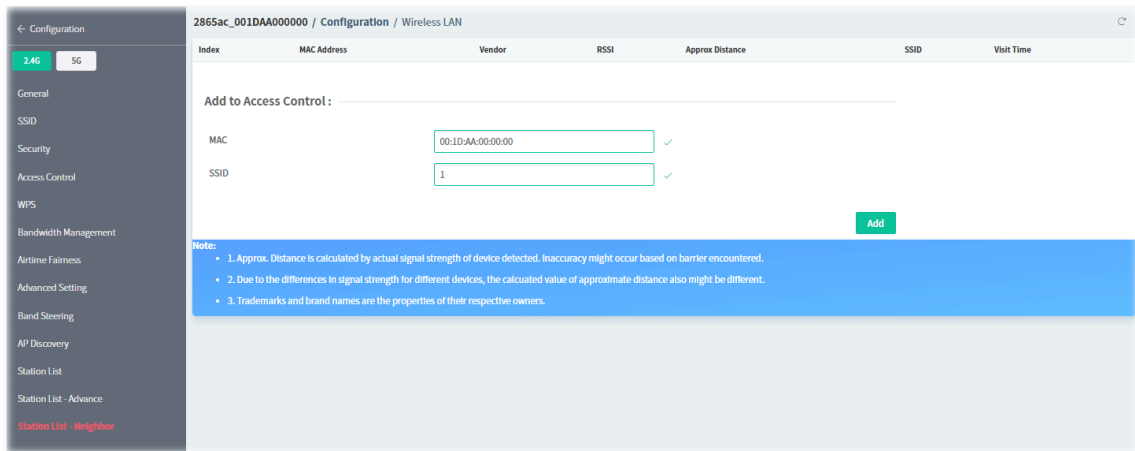 ← Configuration
2.4G 5G
General
SSID
Security
Access Control
WPS
Bandwidth Management
Airtime Fairness
Advanced Setting
Band Steering
AP Discovery
Station List
Station List - Advance
Station List - Neighbor
2865ac_001DAA000000 / Configuration / Wireless LAN
Index MAC Address Vendor RSSI Approx Distance SSID Visit Time
Add to Access Control :
MAC 00:1D:AA:00:00:00
SSID 1
Add
Note:
• 1. Approx. Distance is calculated by actual signal strength of device detected. Inaccuracy might occur based on barrier encountered.
• 2. Due to the differences in signal strength for different devices, the calcuated value of approximate distance also might be different.
• 3. Trademarks and brand names are the properties of their respective owners.